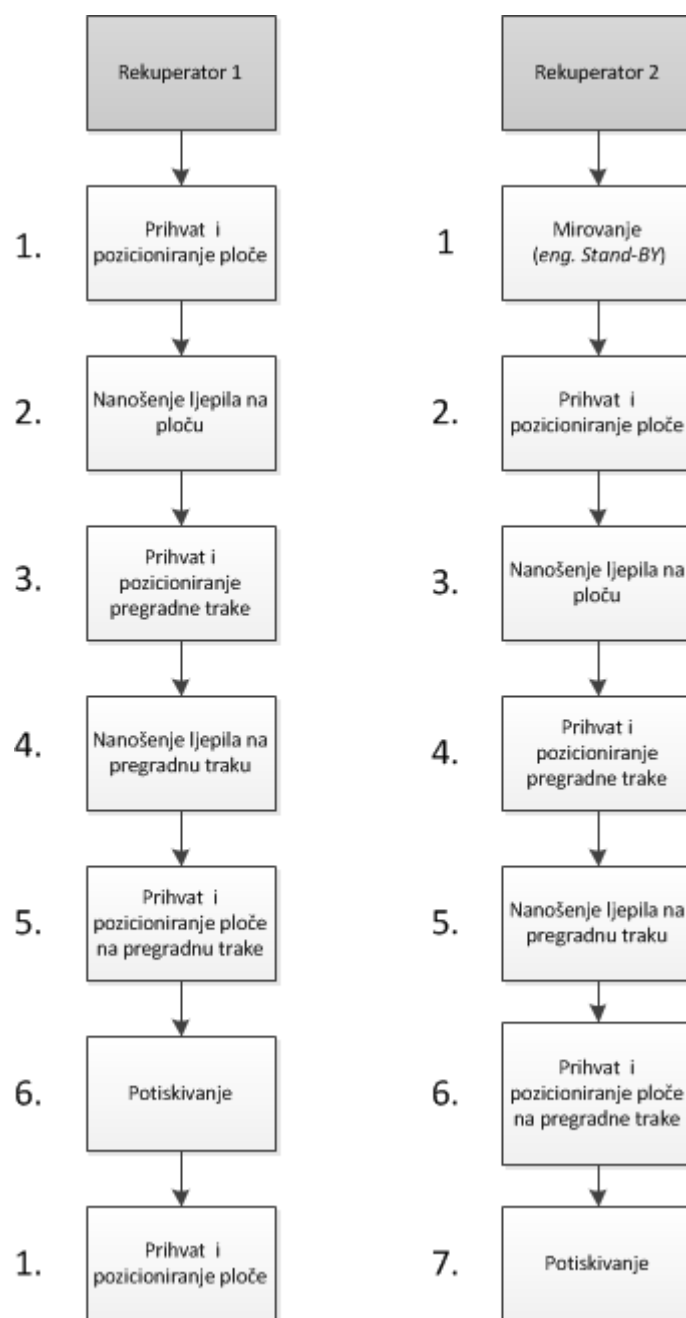 Rekuperator 1
1.
Prihvat i
pozicioniranje ploče
2.
Nanošenje ljepila na
ploču
3.
Prihvat i
pozicioniranje
pregradne trake
4.
Nanošenje ljepila na
pregradnu traku
5.
Prihvat i
pozicioniranje ploče
na pregradnu trake
6.
Potiskivanje
1.
Prihvat i
pozicioniranje ploče
Rekuperator 2
1
Mirovanje
(eng. Stand-BY)
2.
Prihvat i
pozicioniranje ploče
3.
Nanošenje ljepila na
ploču
4.
Prihvat i
pozicioniranje
pregradne trake
5.
Nanošenje ljepila na
pregradnu traku
6.
Prihvat i
pozicioniranje ploče
na pregradne trake
7.
Potiskivanje